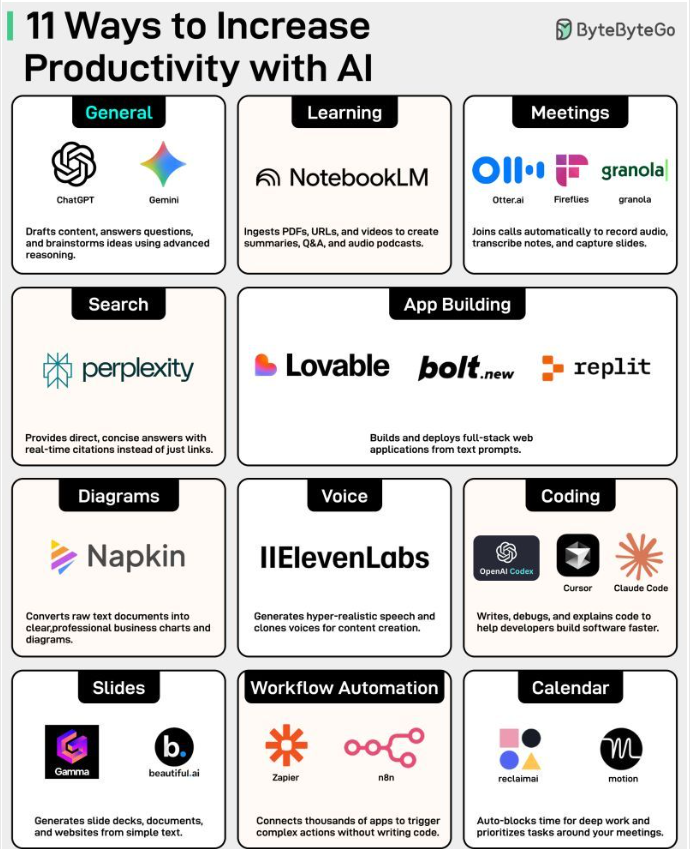 11 Ways to Increase
Productivity with AI
ByteByteGo
General
ChatGPT
Gemini
Drafts content, answers questions,
and brainstorms ideas using advanced
reasoning.
Learning
NotebookLM
Ingests PDFs, URLs, and videos to create
summaries, Q&A, and audio podcasts.
Meetings
Otter.ai
Fireflies
granola
granola
Joins calls automatically to record audio,
transcribe notes, and capture slides.
Search
perplexity
Provides direct, concise answers with
real-time citations instead of just links.
App Building
Lovable
bolt.new
replit
Builds and deploys full-stack web
applications from text prompts.
Diagrams
Napkin
Converts raw text documents into
clear,professional business charts and
diagrams.
Voice
IIElevenLabs
Generates hyper-realistic speech and
clones voices for content creation.
Coding
OpenAI Codex
Cursor
Claude Code
Writes, debugs, and explains code to
help developers build software faster.
Slides
Gamma
b.
beautiful.ai
Generates slide decks, documents,
and websites from simple text.
Workflow Automation
Zapier
n8n
Connects thousands of apps to trigger
complex actions without writing code.
Calendar
reclaimai
motion
Auto-blocks time for deep work and
prioritizes tasks around your meetings.